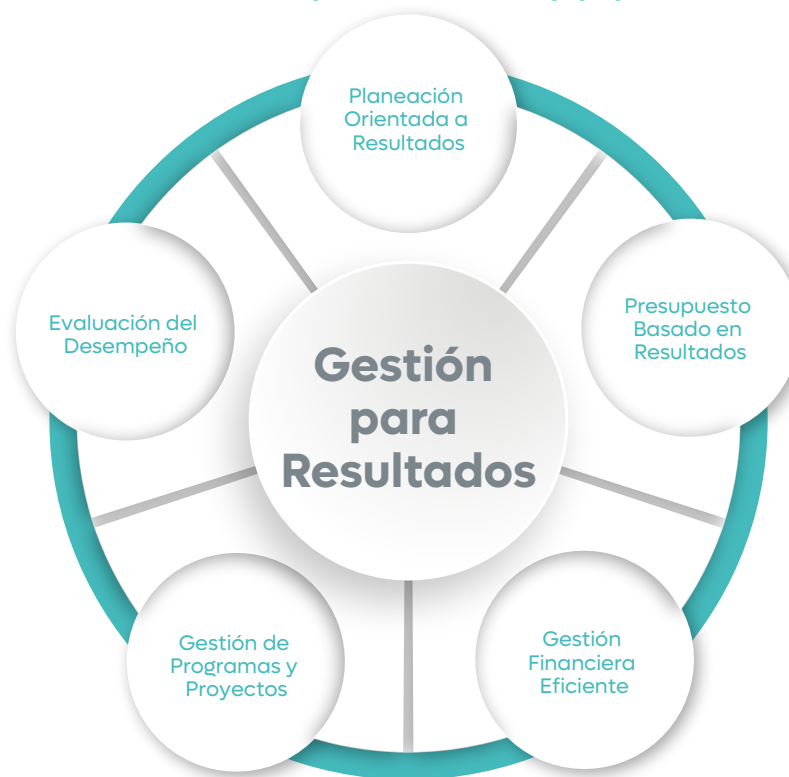 Planeación
Orientada a
Resultados
Presupuesto
Basado en
Resultados
Gestión
Financiera
Eficiente
Gestión de
Programas y
Proyectos
Evaluación del
Desempeño
Gestión
para
Resultados